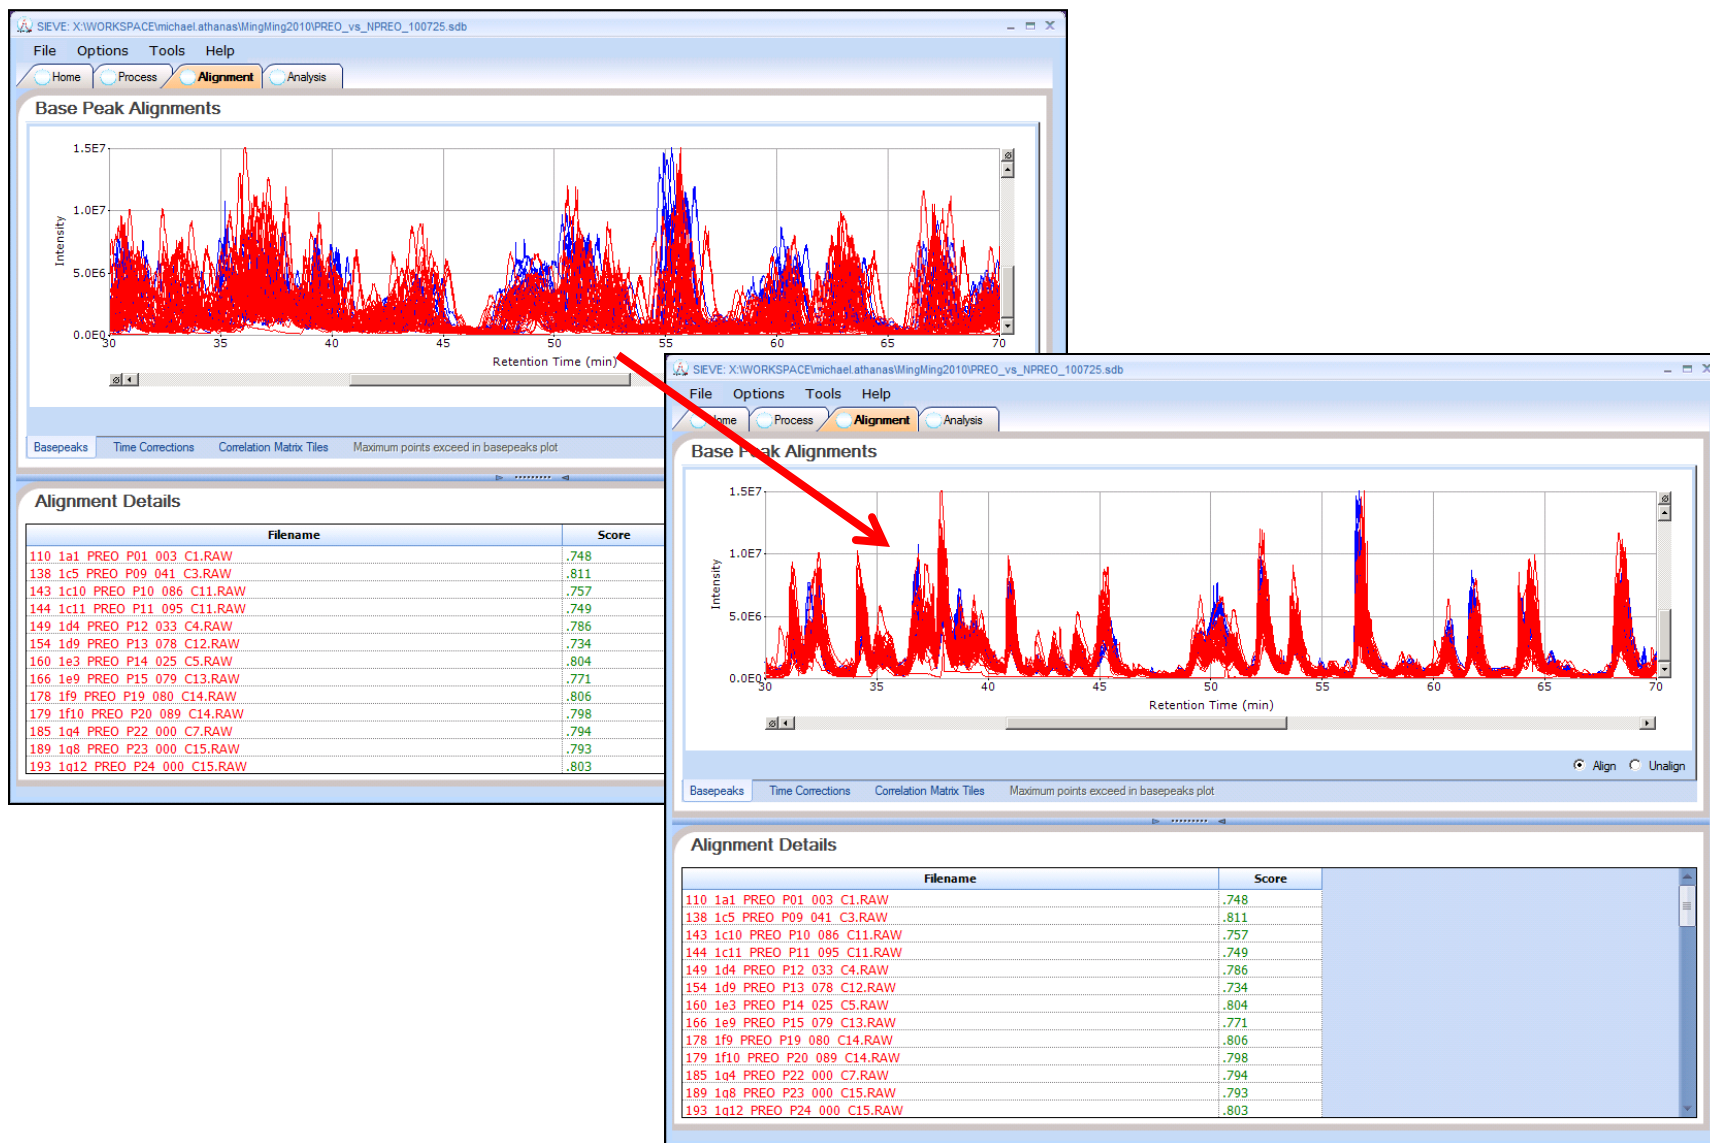 SIEVE: X:\WORKSPACE\michael.athanas\MingMing2010\PREO_vs_NPREO_100725.sdb
File Options Tools Help
Home Process Alignment Analysis
Base Peak Alignments
1.5E7
1.0E7
5.0E6
0.0E0
Intensity
30 35 40 45 50 55 60 65 70
Retention Time (min)
Basepeaks Time Corrections Correlation Matrix Tiles Maximum points exceed in basepeaks plot
Alignment Details
Filename Score
110 1a1 PREO P01 003 C1.RAW .748
138 1c5 PREO P09 041 C3.RAW .811
143 1c10 PREO P10 086 C11.RAW .757
144 1c11 PREO P11 095 C11.RAW .749
149 1d4 PREO P12 033 C4.RAW .786
154 1d9 PREO P13 078 C12.RAW .734
160 1e3 PREO P14 025 C5.RAW .804
166 1e9 PREO P15 079 C13.RAW .771
178 1f9 PREO P19 080 C14.RAW .806
179 1f10 PREO P20 089 C14.RAW .798
185 1g4 PREO P22 000 C7.RAW .794
189 1g8 PREO P23 000 C15.RAW .793
193 1g12 PREO P24 000 C15.RAW .803
SIEVE: X:\WORKSPACE\michael.athanas\MingMing2010\PREO_vs_NPREO_100725.sdb
File Options Tools Help
Home Process Alignment Analysis
Base Peak Alignments
1.5E7
1.0E7
5.0E6
0.0E0
Intensity
30 35 40 45 50 55 60 65 70
Retention Time (min)
Align Unalign
Basepeaks Time Corrections Correlation Matrix Tiles Maximum points exceed in basepeaks plot
Alignment Details
Filename Score
110 1a1 PREO P01 003 C1.RAW .748
138 1c5 PREO P09 041 C3.RAW .811
143 1c10 PREO P10 086 C11.RAW .757
144 1c11 PREO P11 095 C11.RAW .749
149 1d4 PREO P12 033 C4.RAW .786
154 1d9 PREO P13 078 C12.RAW .734
160 1e3 PREO P14 025 C5.RAW .804
166 1e9 PREO P15 079 C13.RAW .771
178 1f9 PREO P19 080 C14.RAW .806
179 1f10 PREO P20 089 C14.RAW .798
185 1g4 PREO P22 000 C7.RAW .794
189 1g8 PREO P23 000 C15.RAW .793
193 1g12 PREO P24 000 C15.RAW .803